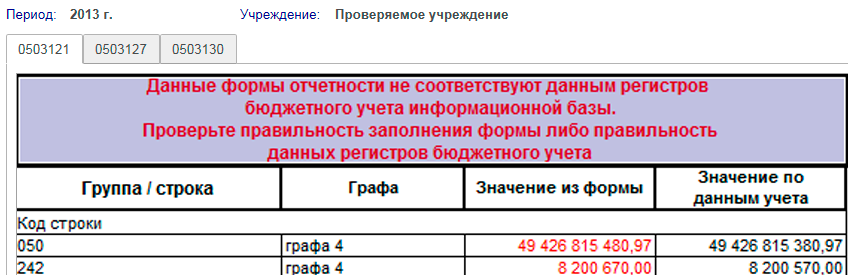 Период: 2013 г. Учреждение: Проверяемое учреждение
0503121 0503127 0503130
Данные формы отчетности не соответствуют данным регистров
бюджетного учета информационной базы.
Проверьте правильность заполнения формы либо правильность
данных регистров бюджетного учета
Группа / строка Графа Значение из формы Значение по
данным учета
Код строки
050 графа 4 49 426 815 480,97 49 426 815 380,97
242 графа 4 8 200 670,00 8 200 570,00